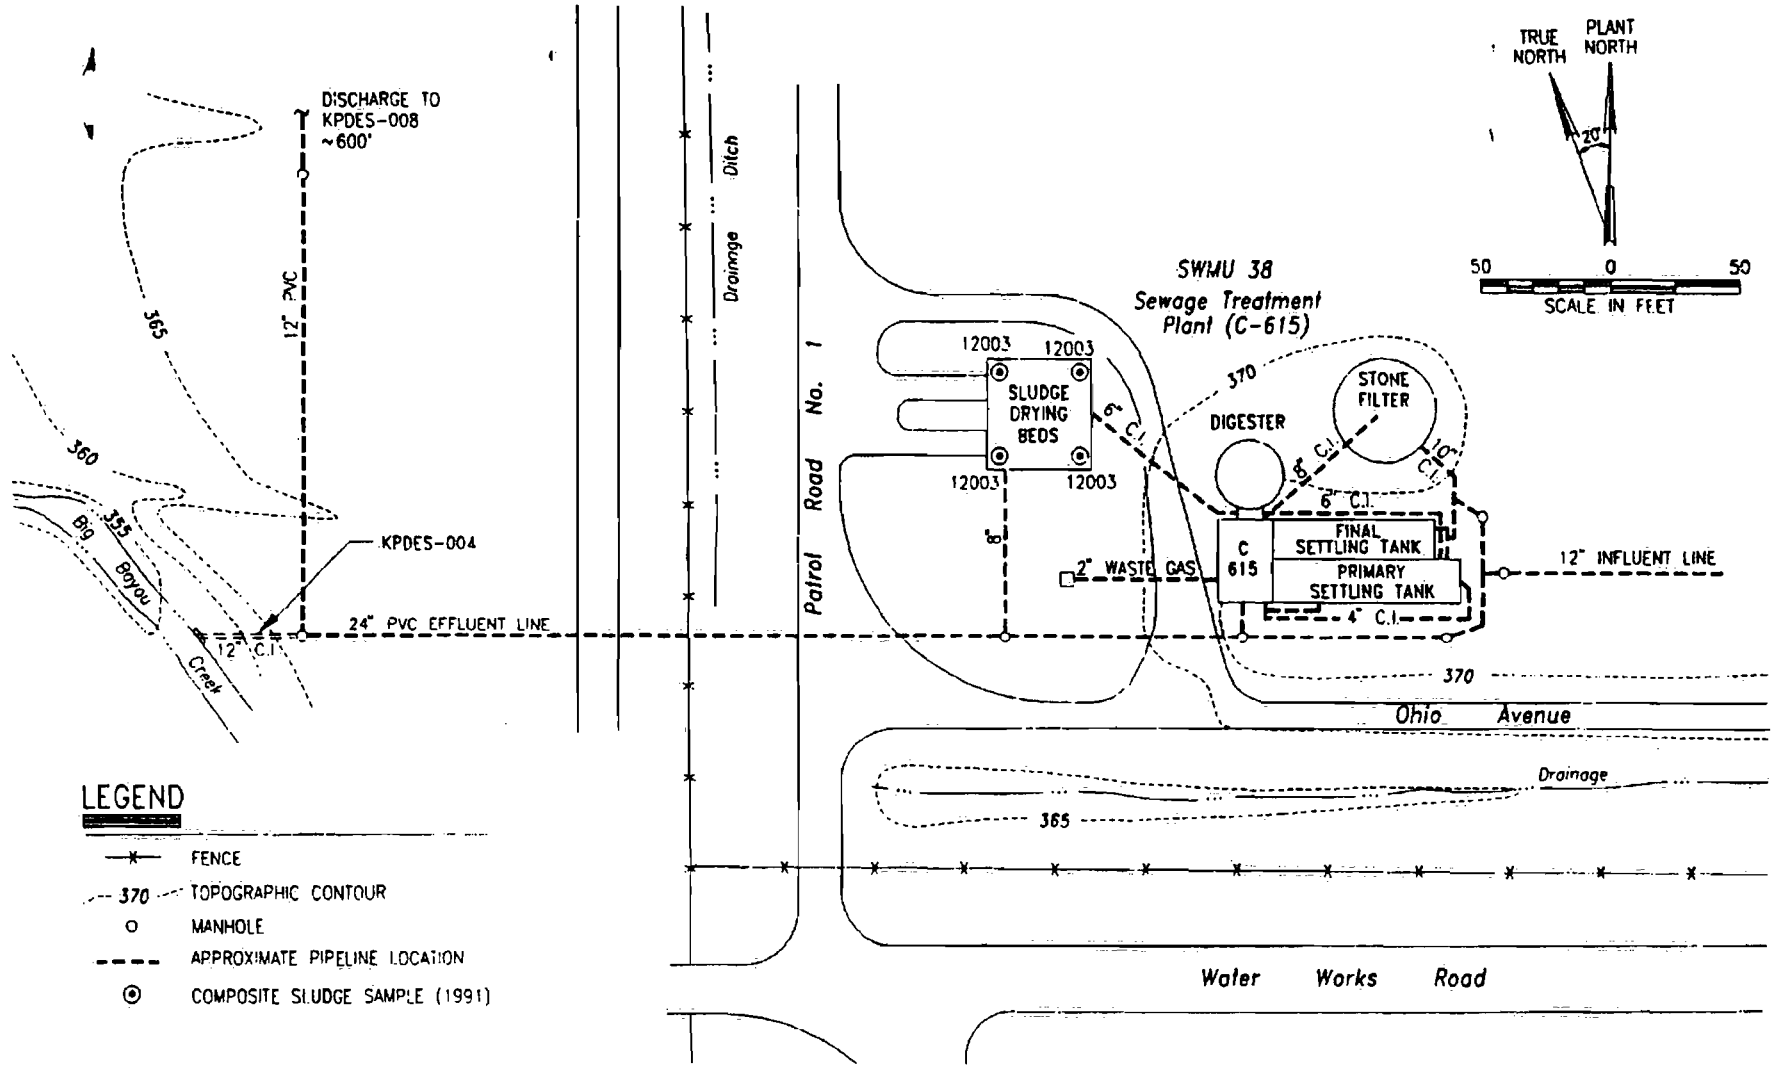 TRUE
NORTH
PLANT
NORTH
20
50 0 50
SCALE IN FEET
DISCHARGE TO
KPDES-008
~600'
12" PVC
365
360
355
Big
Bayou
Creek
KPDES-004
12" C.I.
24" PVC EFFLUENT LINE
Drainage Ditch
Patrol Road No. 1
SWMU 38
Sewage Treatment
Plant (C-615)
12003 12003
SLUDGE
DRYING
BEDS
12003 12003
6" C.I.
8"
370
DIGESTER
STONE
FILTER
8" C.I.
10"
C.I.
6" C.I.
FINAL
SETTLING TANK
C
615
PRIMARY
SETTLING TANK
2" WASTE GAS
4" C.I.
12" INFLUENT LINE
370
Ohio Avenue
Drainage
365
Water Works Road
LEGEND
FENCE
370 TOPOGRAPHIC CONTOUR
MANHOLE
APPROXIMATE PIPELINE LOCATION
COMPOSITE SLUDGE SAMPLE (1991)